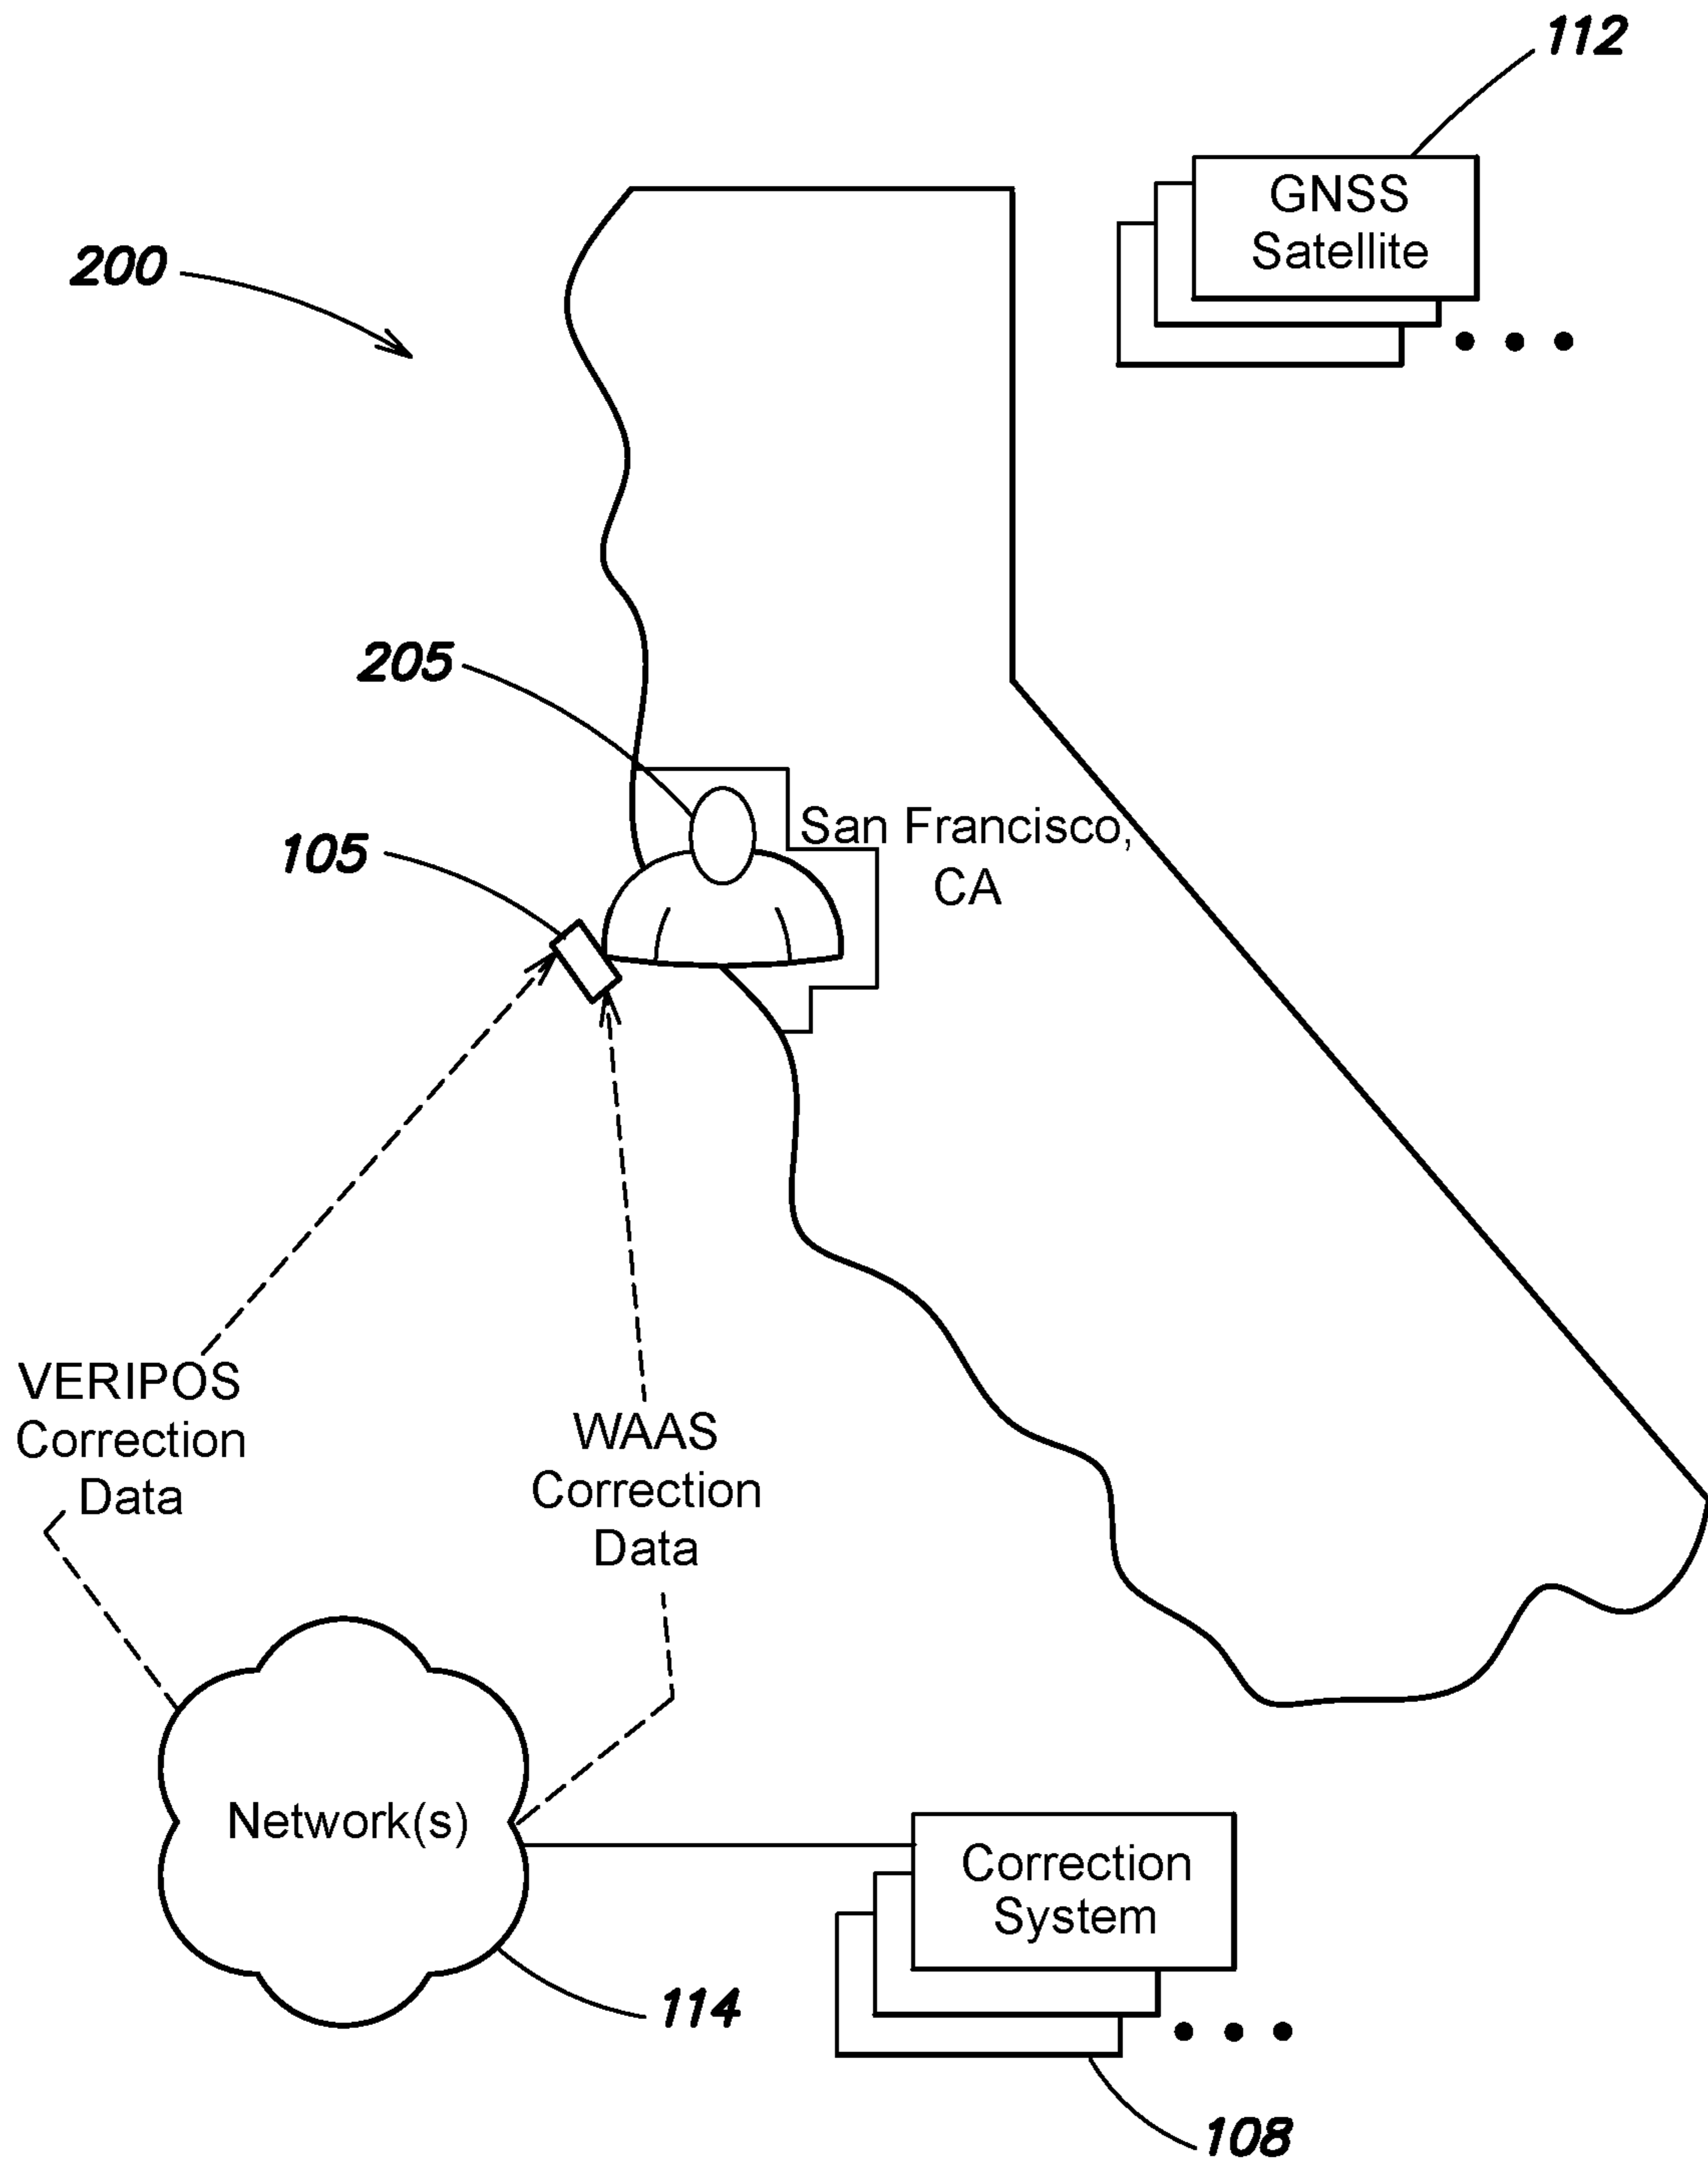 112
GNSS
Satellite
200
205
San Francisco,
CA
105
VERIPOS
Correction
Data
WAAS
Correction
Data
Network(s)
Correction
System
114
108